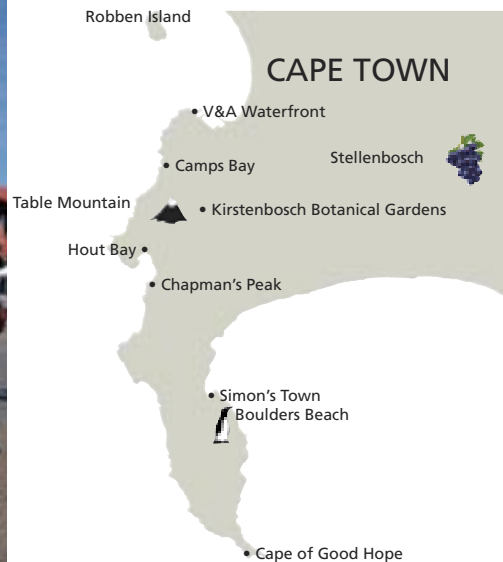 Robben Island
CAPE TOWN
• V&A Waterfront
Stellenbosch
• Camps Bay
Table Mountain
• Kirstenbosch Botanical Gardens
Hout Bay •
• Chapman's Peak
• Simon's Town
Boulders Beach
• Cape of Good Hope